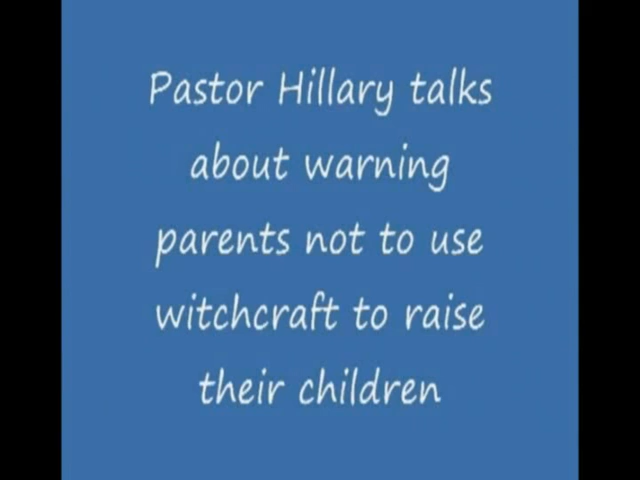 Pastor Hillary talks
about warning
parents not to use
witchcraft to raise
their children